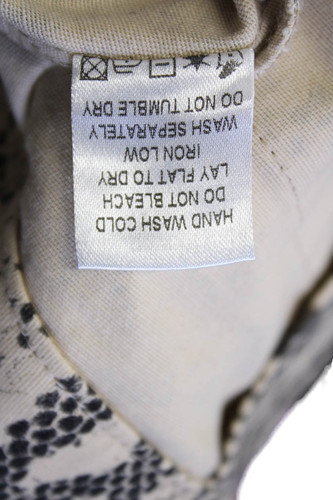 HAND WASH COLD
DO NOT BLEACH
LAY FLAT TO DRY
IRON LOW
WASH SEPARATELY
DO NOT TUMBLE DRY